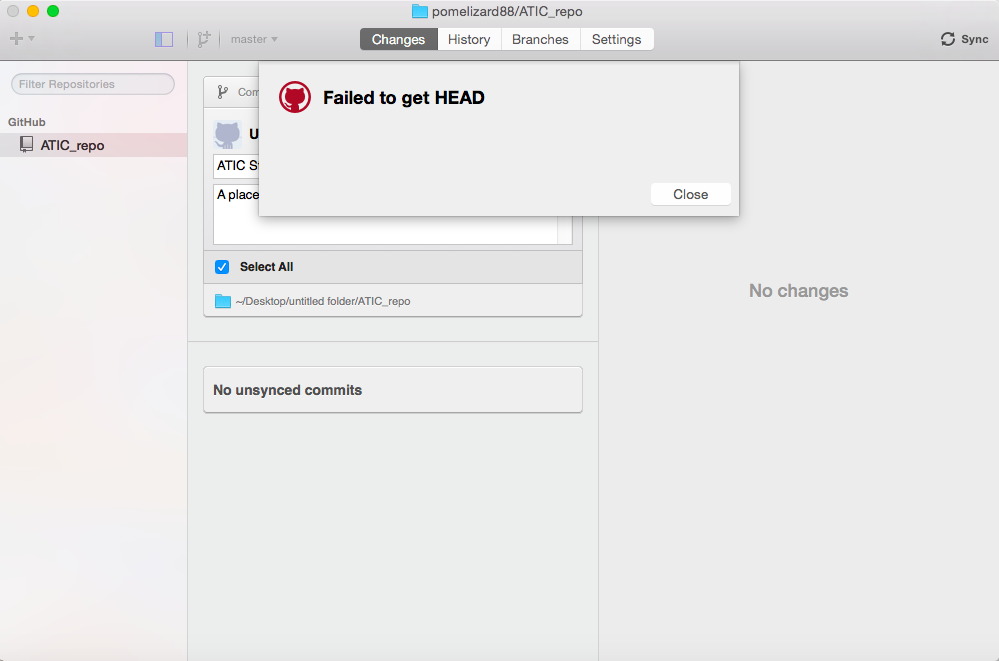 pomelizard88/ATIC_repo
master
Changes
History
Branches
Settings
Sync
Filter Repositories
GitHub
ATIC_repo
Failed to get HEAD
Close
ATIC
A place
Select All
~/Desktop/untitled folder/ATIC_repo
No changes
No unsynced commits